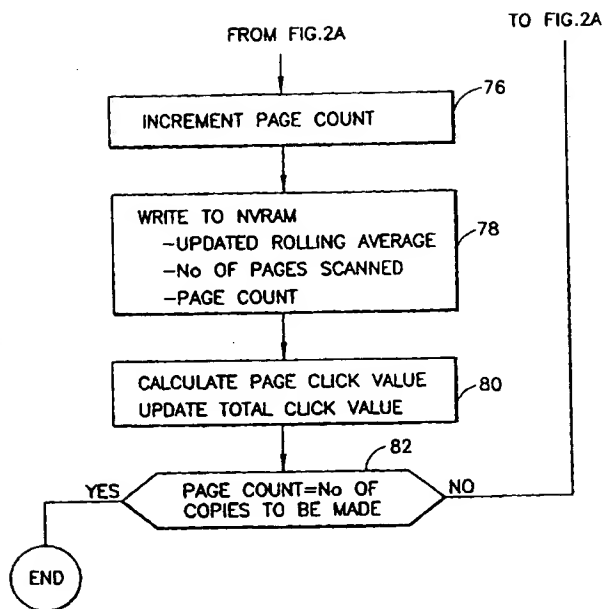 TO FIG.2A
FROM FIG.2A
76
INCREMENT PAGE COUNT
WRITE TO NVRAM
-UPDATED ROLLING AVERAGE
-No OF PAGES SCANNED
-PAGE COUNT
78
CALCULATE PAGE CLICK VALUE
UPDATE TOTAL CLICK VALUE
80
82
YES
PAGE COUNT=No OF
COPIES TO BE MADE
NO
END